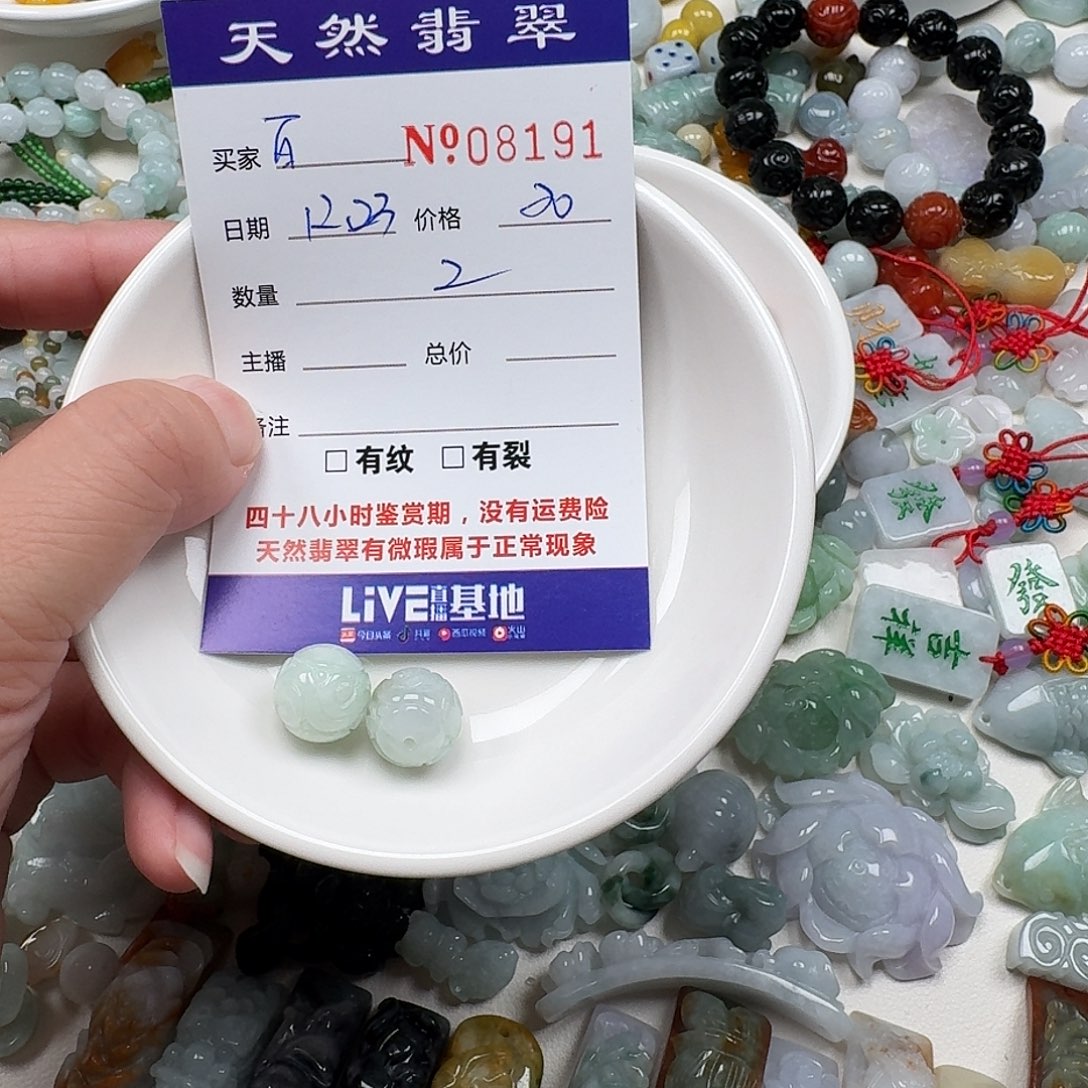 天然翡翠
买家 百 №08191
日期 12.23 价格 20
数量 2
主播 总价
备注
□有纹 □有裂
四十八小时鉴赏期，没有运费险
天然翡翠有微瑕属于正常现象
LiVE直播基地
今日头条 抖音 西瓜视频 火山
發
發
吉祥